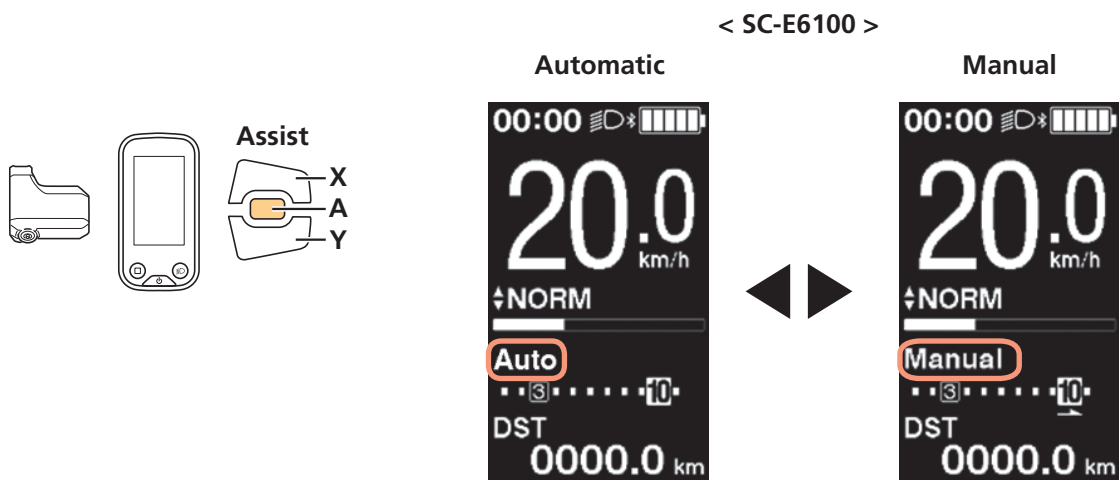 < SC-E6100 >
Automatic
Manual
Assist
X
A
Y
00:00
20.0
km/h
NORM
Auto
3
10
DST
0000.0 km
00:00
20.0
km/h
NORM
Manual
3
10
DST
0000.0 km